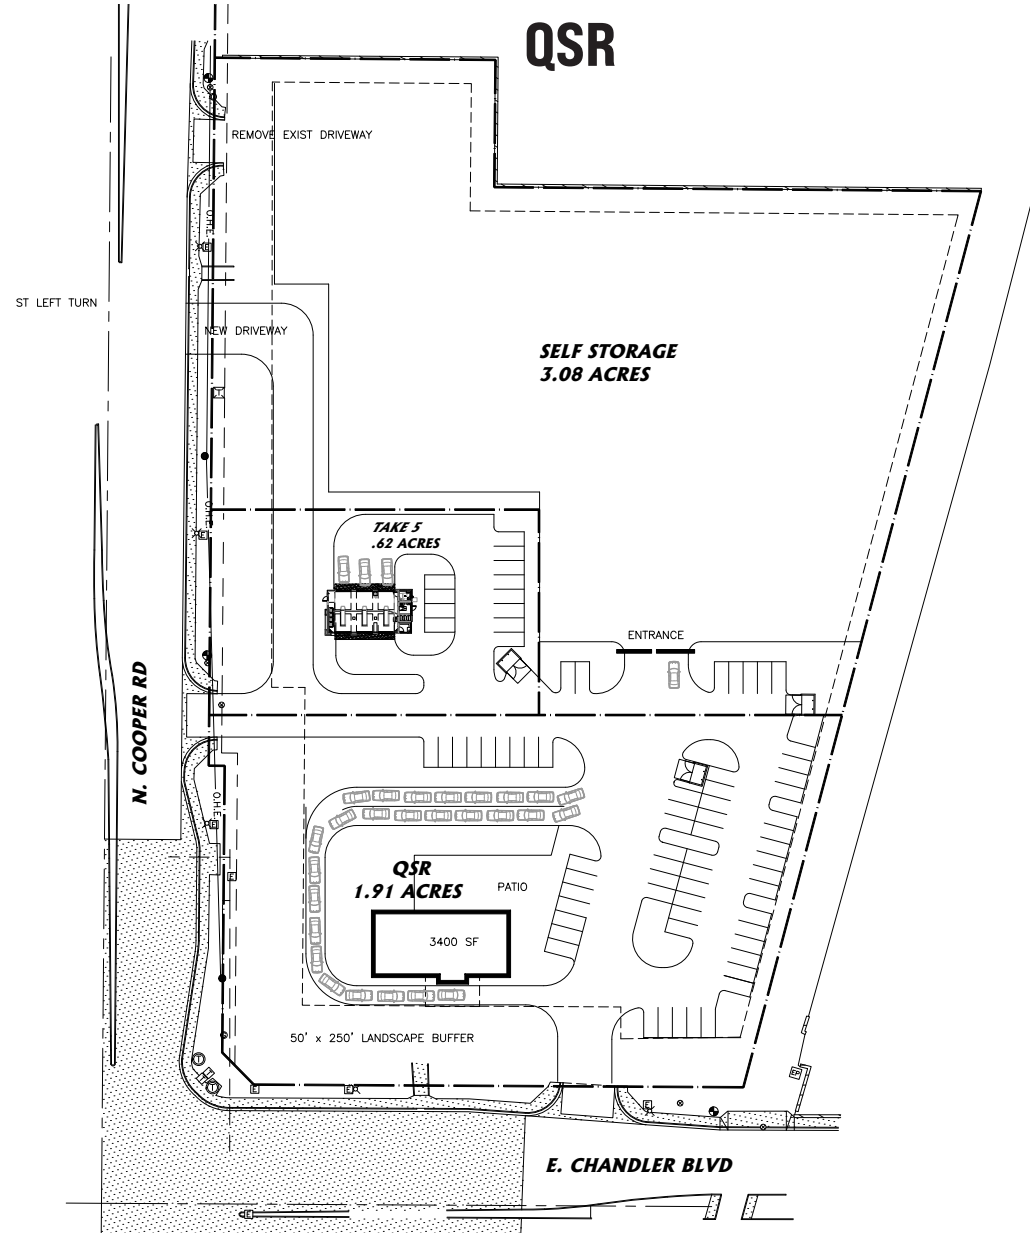 QSR
REMOVE EXIST DRIVEWAY
O.H.E.
E
ST LEFT TURN
NEW DRIVEWAY
SELF STORAGE
3.08 ACRES
TAKE 5
.62 ACRES
O.H.E.
E
ENTRANCE
N. COOPER RD
O.H.E.
E
QSR
1.91 ACRES
PATIO
E
3400 SF
50' x 250' LANDSCAPE BUFFER
T
T
E
E
E
EP
E. CHANDLER BLVD
E